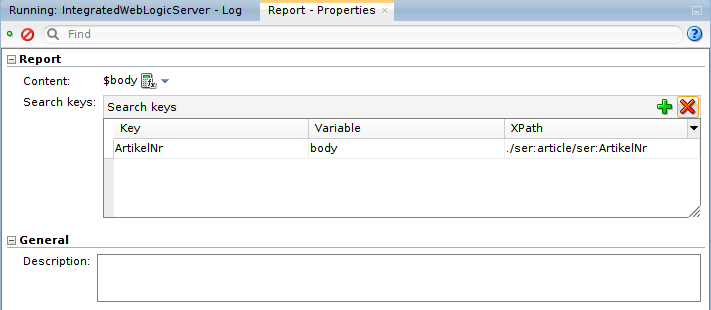 Running: IntegratedWebLogicServer - Log Report - Properties
Find
Report
Content: $body
Search keys: Search keys
Key Variable XPath
ArtikelNr body ./ser:article/ser:ArtikelNr
General
Description: